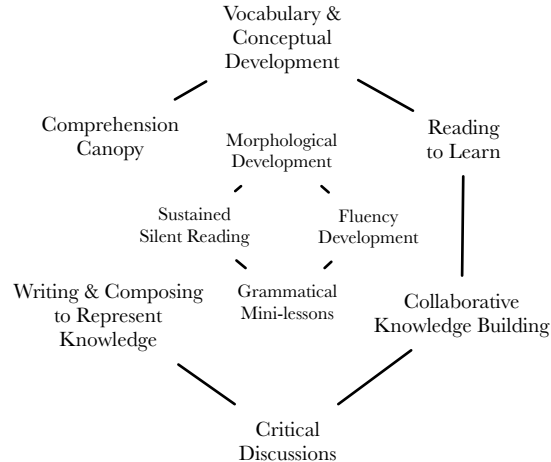 Vocabulary &
Conceptual
Development
Comprehension
Canopy
Reading
to Learn
Morphological
Development
Sustained
Silent Reading
Fluency
Development
Grammatical
Mini-lessons
Writing & Composing
to Represent
Knowledge
Collaborative
Knowledge Building
Critical
Discussions